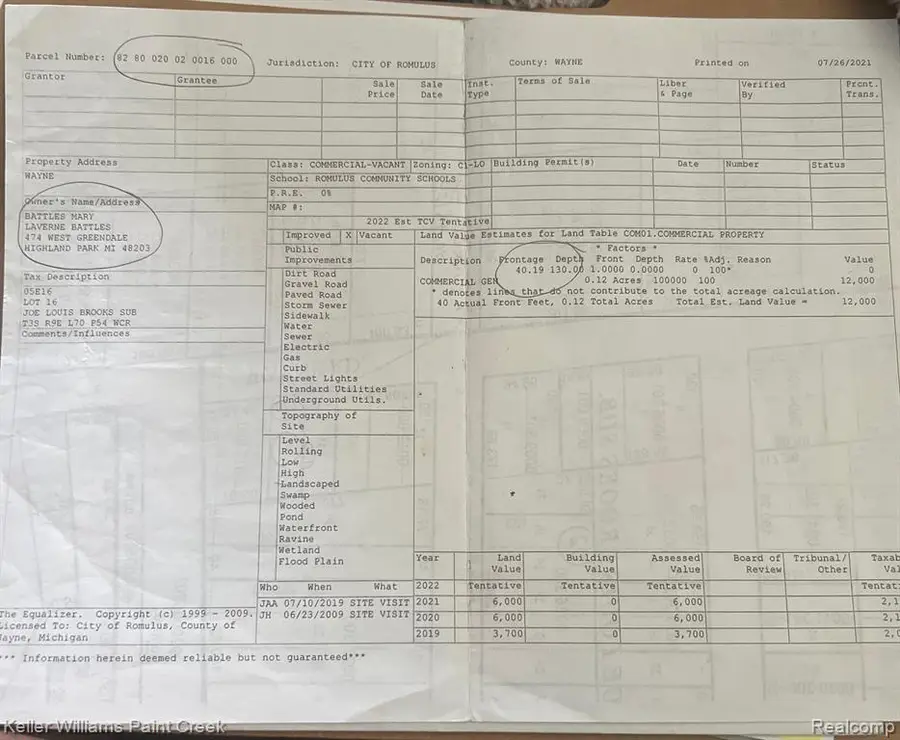 Parcel Number: 82 80 020 02 0016 000 Jurisdiction: CITY OF ROMULUS County: WAYNE Printed on 07/26/2021
Grantor Grantee Sale Price Sale Date Inst. Type Terms of Sale Liber & Page Verified By Prcnt. Trans.
Property Address
WAYNE
Class: COMMERCIAL-VACANT Zoning: C1-LO Building Permit(s) Date Number Status
School: ROMULUS COMMUNITY SCHOOLS
P.R.E. 0%
MAP #:
Owner's Name/Address
BATTLES MARY
LAVERNE BATTLES
474 WEST GREENDALE
HIGHLAND PARK MI 48203
Tax Description
05E16
LOT 16
JOE LOUIS BROOKS SUB
T3S R9E L70 P54 WCR
Comments/Influences
2022 Est TCV Tentative
Improved X Vacant
Public
Improvements
Dirt Road
Gravel Road
Paved Road
Storm Sewer
Sidewalk
Water
Sewer
Electric
Gas
Curb
Street Lights
Standard Utilities
Underground Utils.
Topography of
Site
Level
Rolling
Low
High
Landscaped
Swamp
Wooded
Pond
Waterfront
Ravine
Wetland
Flood Plain
Land Value Estimates for Land Table COM01.COMMERCIAL PROPERTY
* Factors *
Description Frontage Depth Front Depth Rate %Adj. Reason Value
40.19 130.00 1.0000 0.0000 0 100* 0
COMMERCIAL GEN 0.12 Acres 100000 100 12,000
* denotes lines that do not contribute to the total acreage calculation.
40 Actual Front Feet, 0.12 Total Acres Total Est. Land Value = 12,000
Who When What
JAA 07/10/2019 SITE VISIT
JH 06/23/2009 SITE VISIT
Year Land Value Building Value Assessed Value Board of Review Tribunal/ Other Taxab Val
2022 Tentative Tentative Tentative Tentati
2021 6,000 0 6,000 2,1
2020 6,000 0 6,000 2,1
2019 3,700 0 3,700 2,0
The Equalizer. Copyright (c) 1999 - 2009.
Licensed To: City of Romulus, County of
Wayne, Michigan
*** Information herein deemed reliable but not guaranteed***
Keller Williams Paint Creek
Realcomp